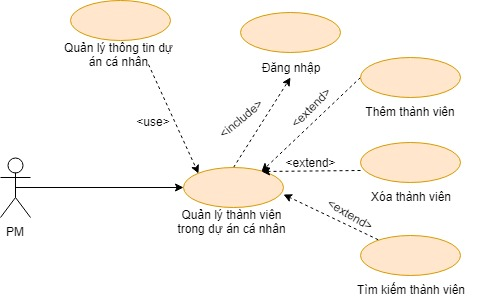 Quản lý thông tin dự
án cá nhân
Đăng nhập
Thêm thành viên
<use>
<include>
<extend>
<extend>
Xóa thành viên
<extend>
PM
Quản lý thành viên
trong dự án cá nhân
Tìm kiếm thành viên